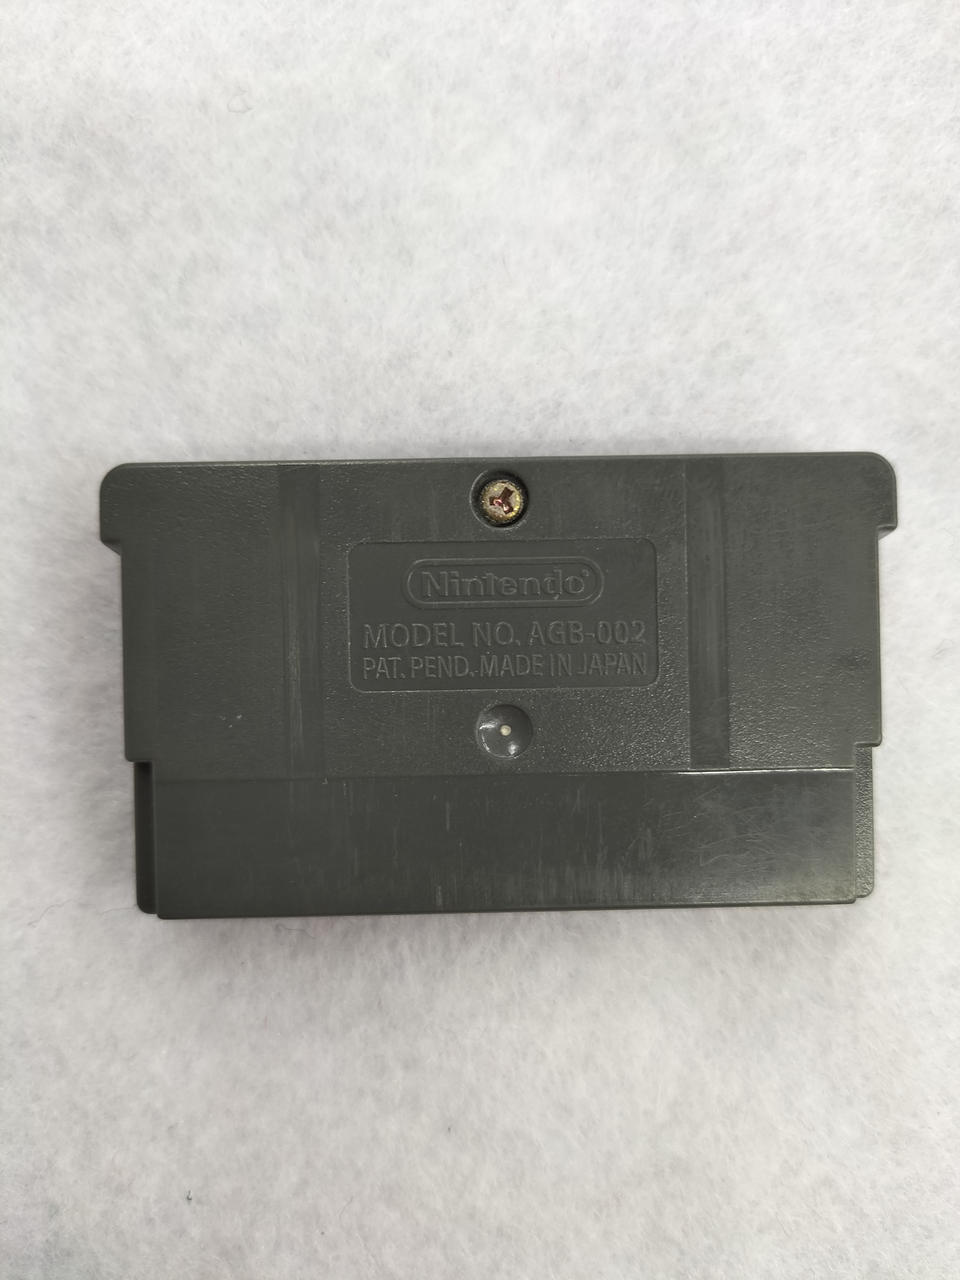 Nintendo®
MODEL NO. AGB-002
PAT. PEND. MADE IN JAPAN